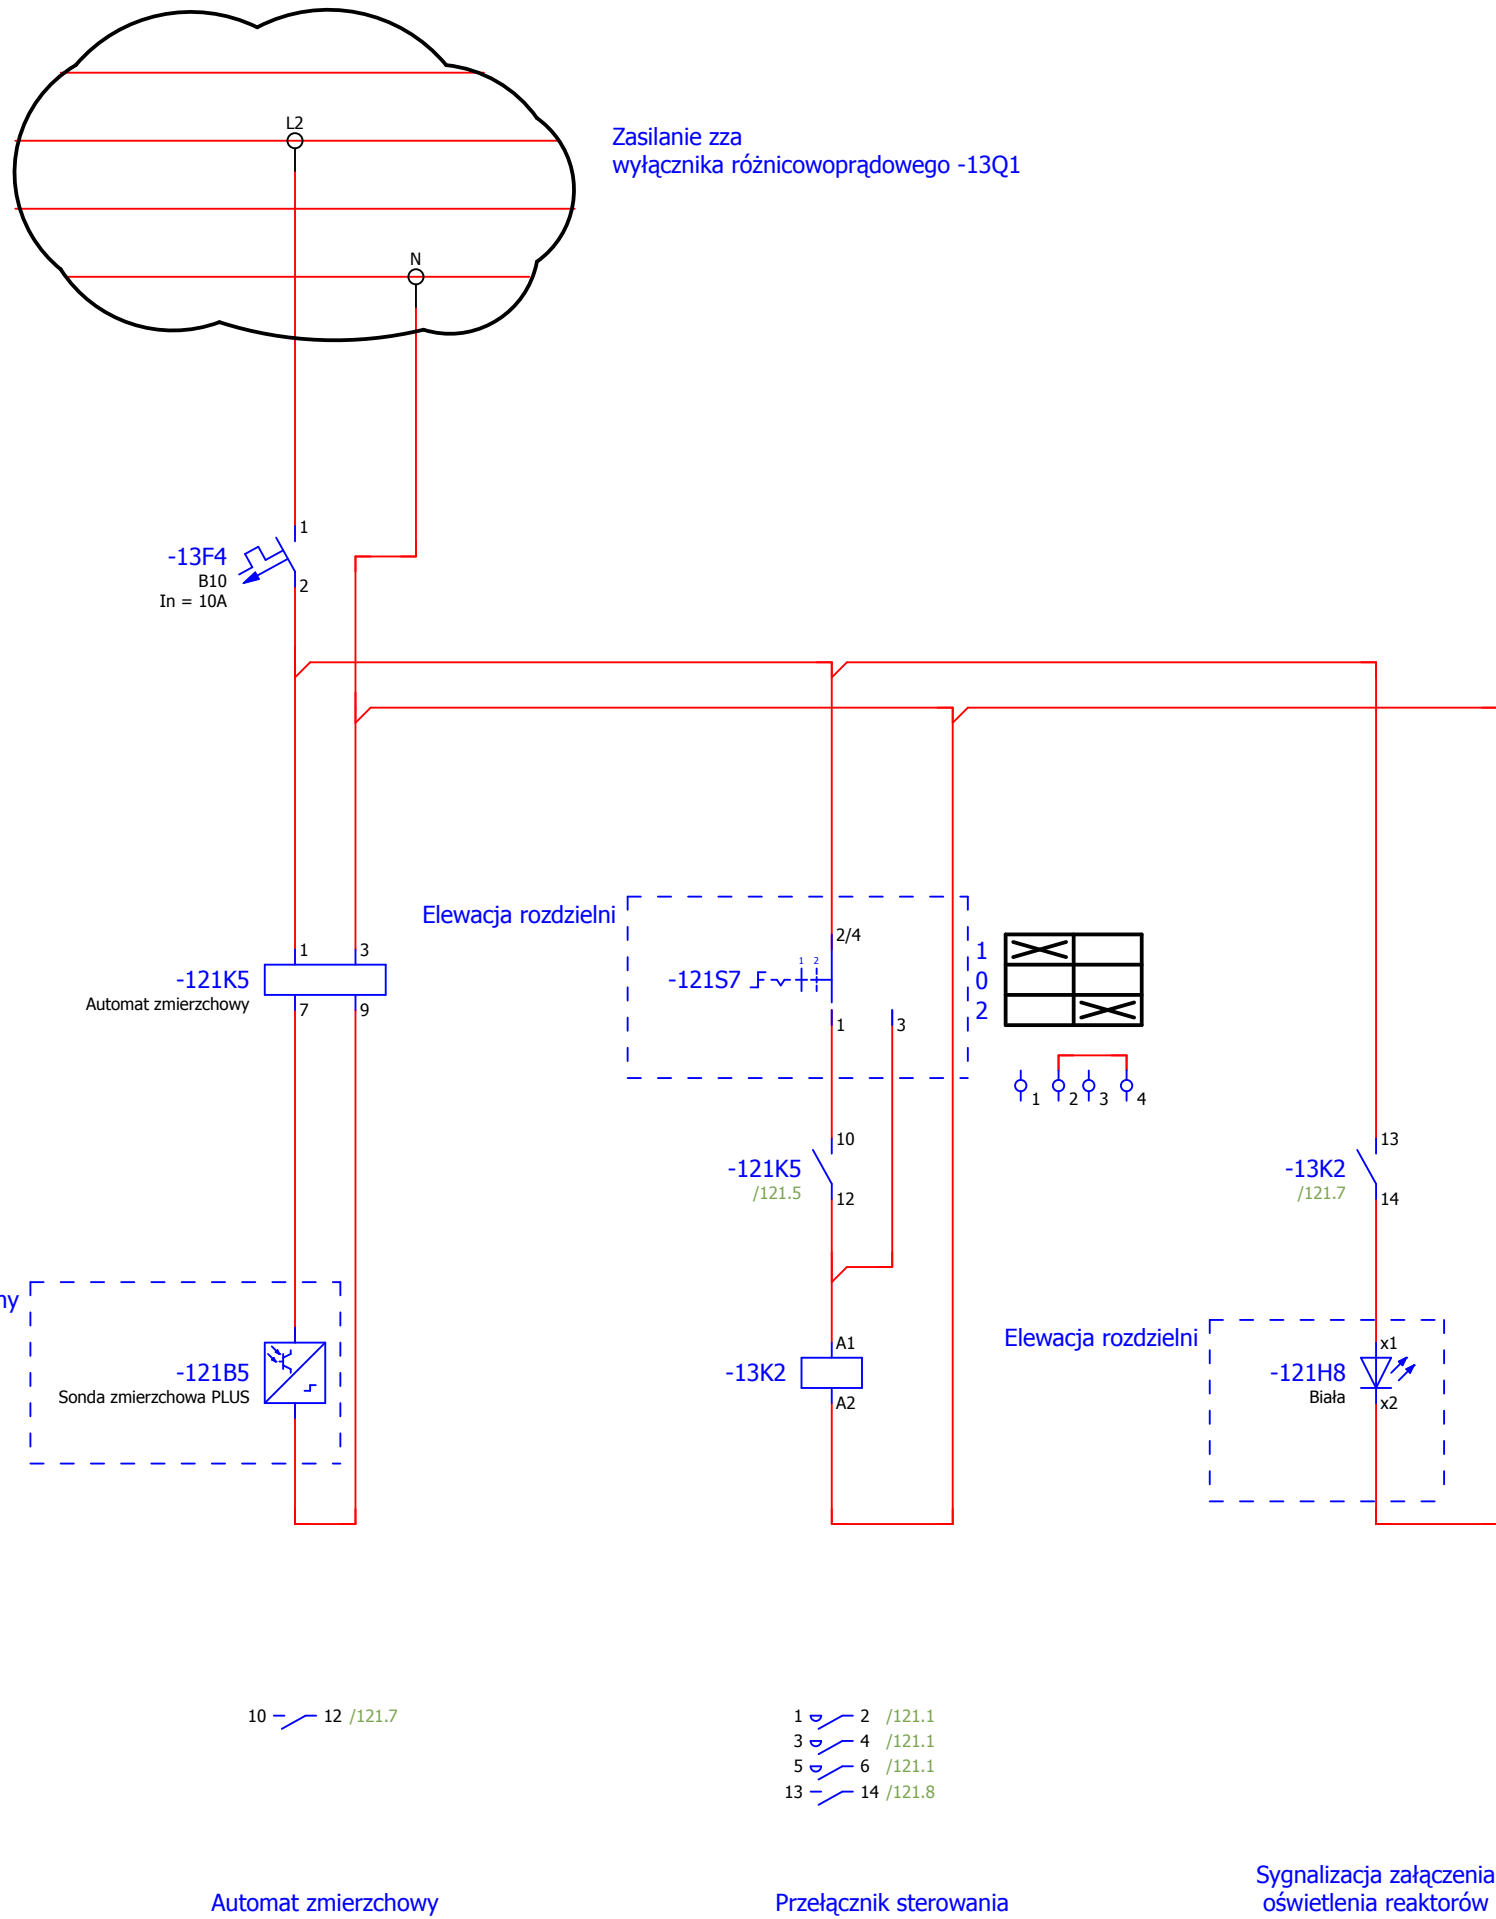 L2
Zasilanie zza
wyłącznika różnicowoprądowego -13Q1
N
1
-13F4
B10
2
In = 10A
Elewacja rozdzielni
2/4
1
1 2
1 3
-121K5
-121S7
0
Automat zmierzchowy
7 9
2
1 3
1 2 3 4
10
13
-121K5
-13K2
/121.5
/121.7
12
14
ny
Elewacja rozdzielni
A1
x1
-121B5
-13K2
-121H8
Sonda zmierzchowa PLUS
Biała
A2
x2
10 12 /121.7
1 2 /121.1
3 4 /121.1
5 6 /121.1
13 14 /121.8
Automat zmierzchowy
Przełącznik sterowania
Sygnalizacja załączenia
oświetlenia reaktorów